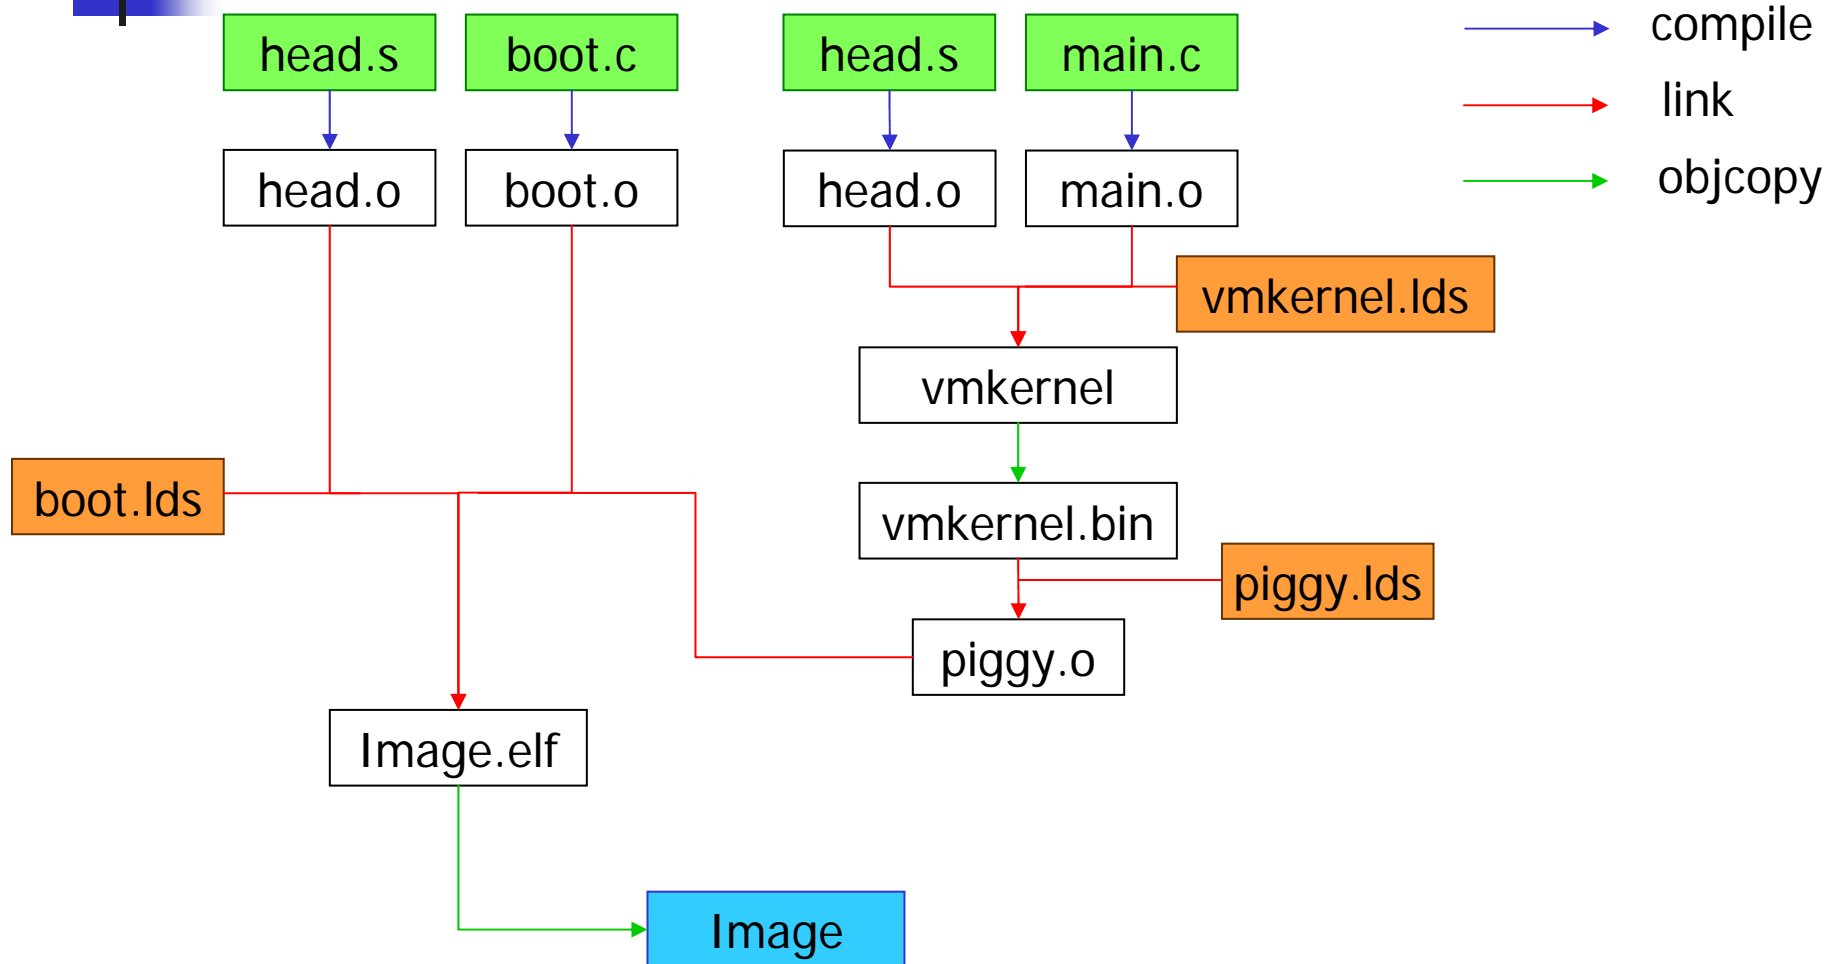 head.s
boot.c
head.s
main.c
compile
link
objcopy
head.o
boot.o
head.o
main.o
vmkernel.lds
vmkernel
boot.lds
vmkernel.bin
piggy.lds
piggy.o
Image.elf
Image